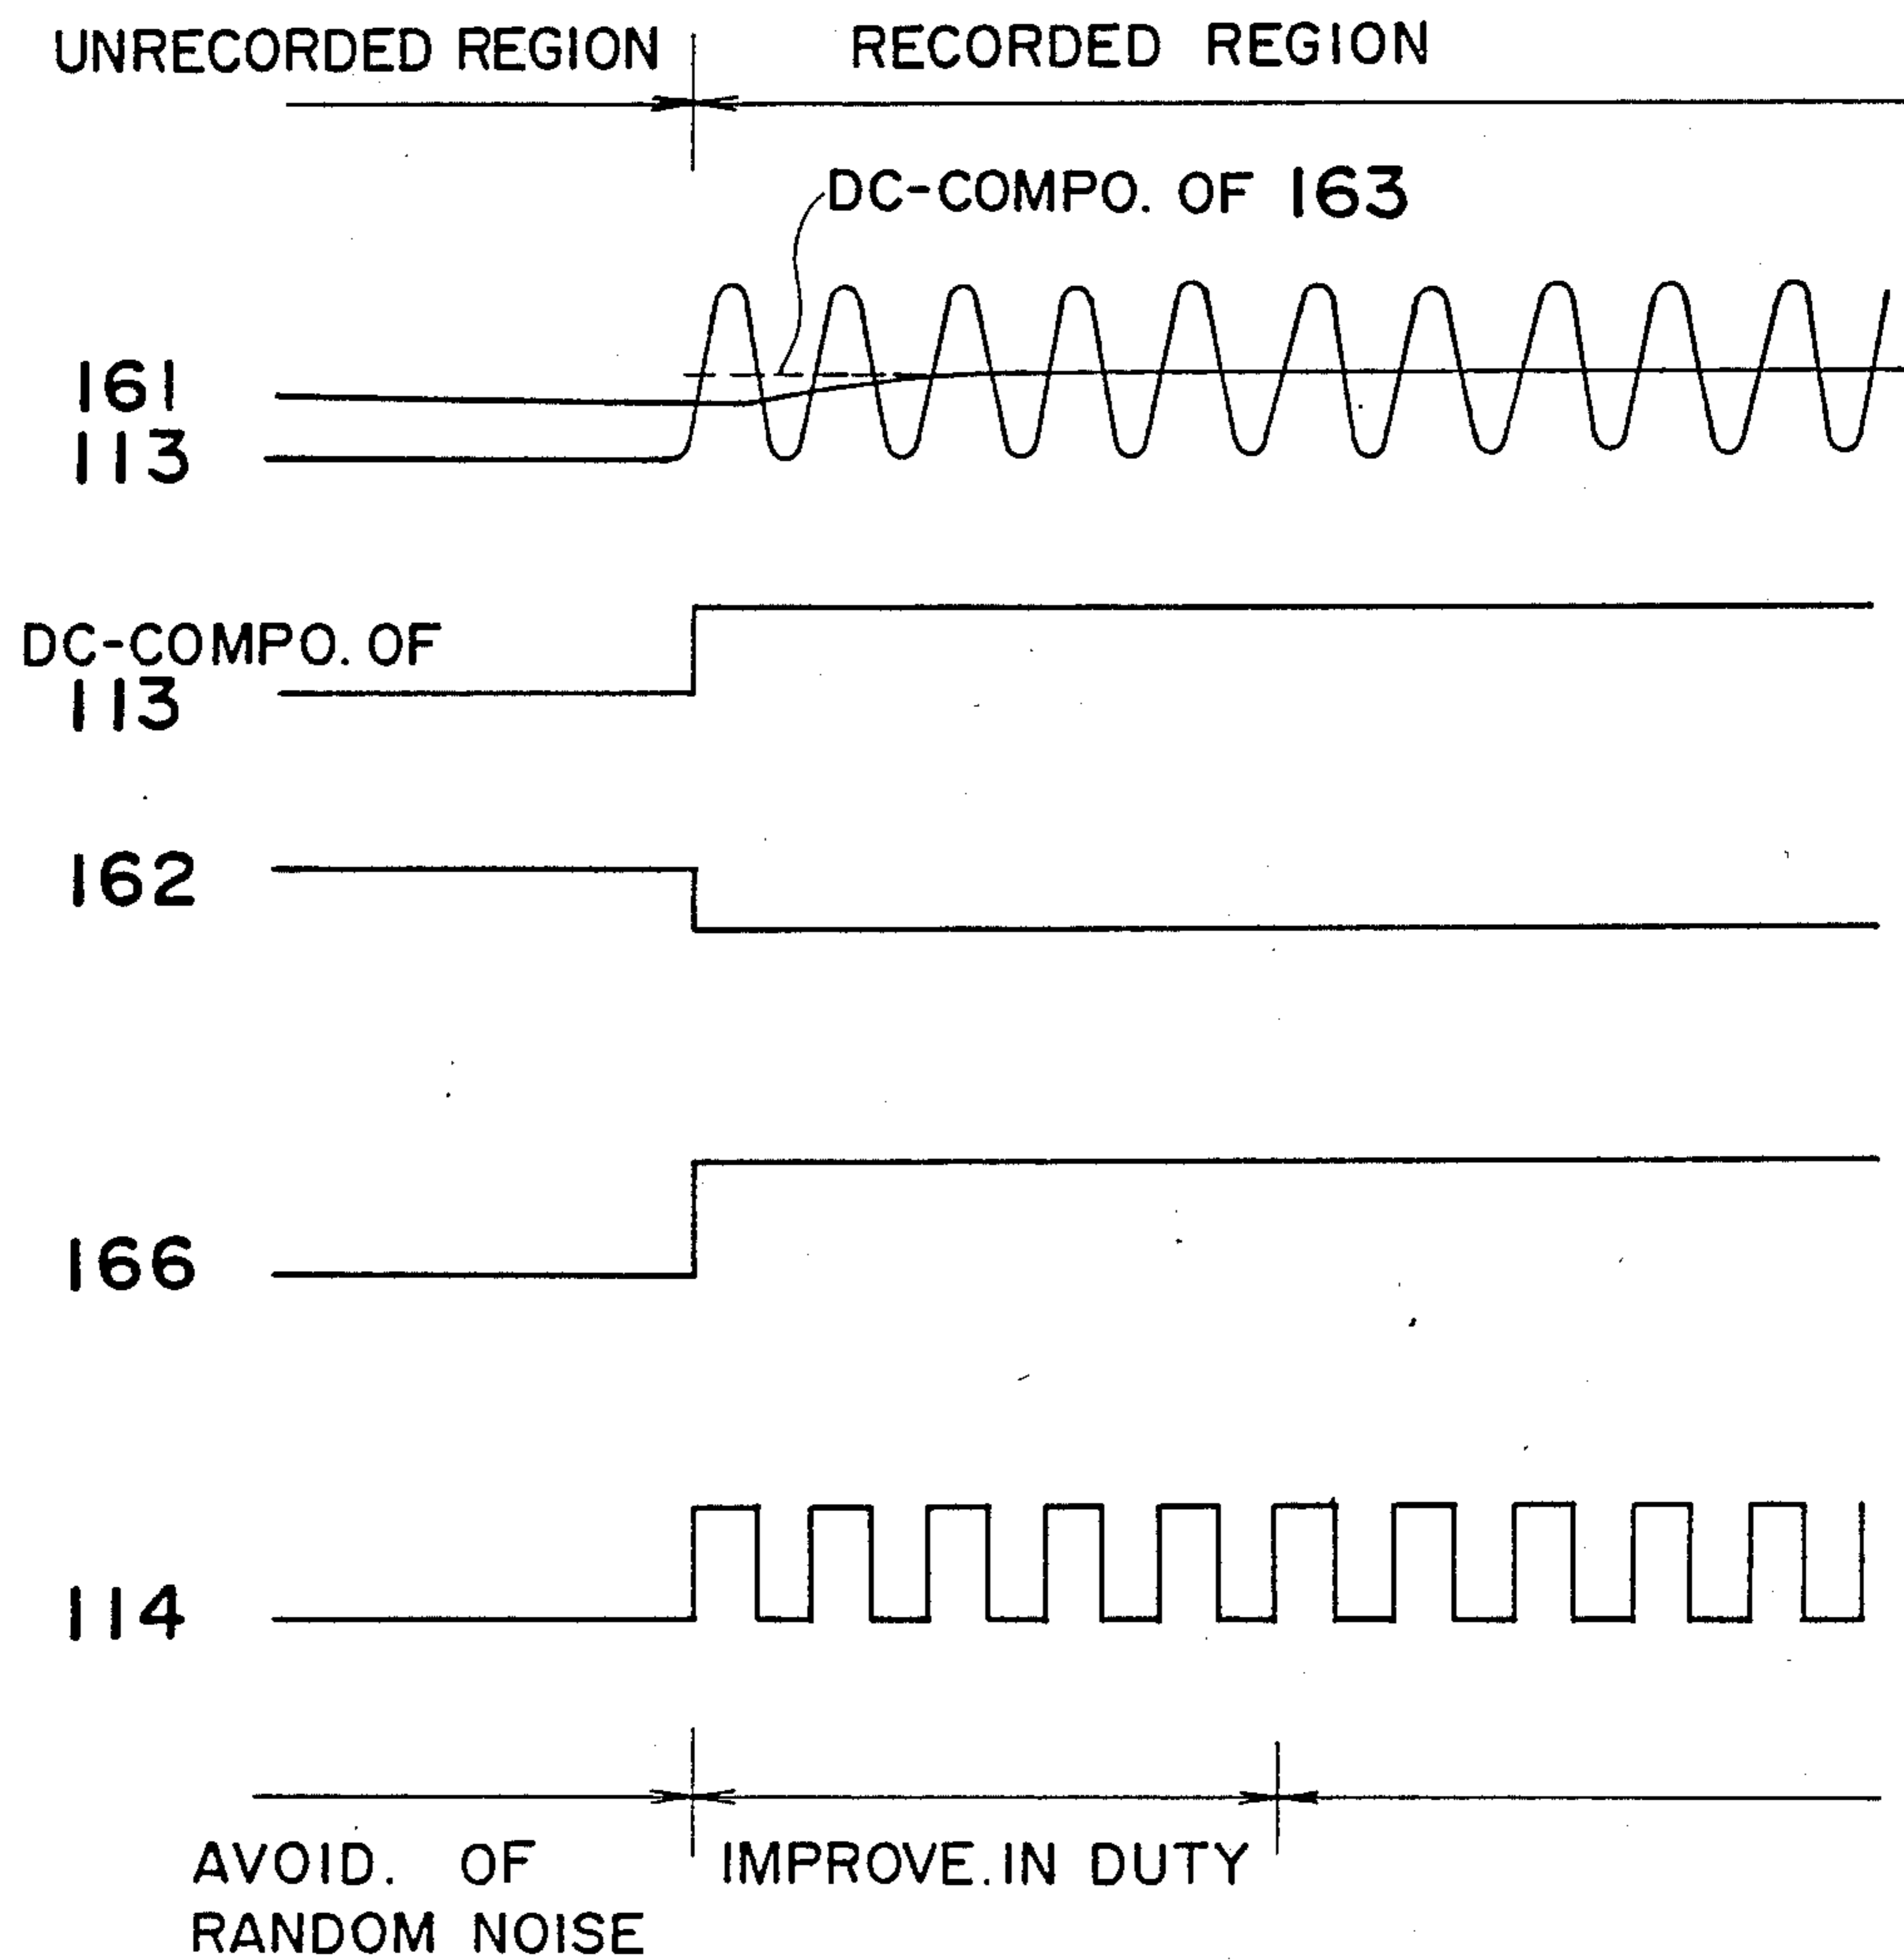 UNRECORDED REGION
RECORDED REGION
DC-COMPO. OF 163
161
113
DC-COMPO. OF
113
162
166
114
AVOID. OF
RANDOM NOISE
IMPROVE. IN DUTY